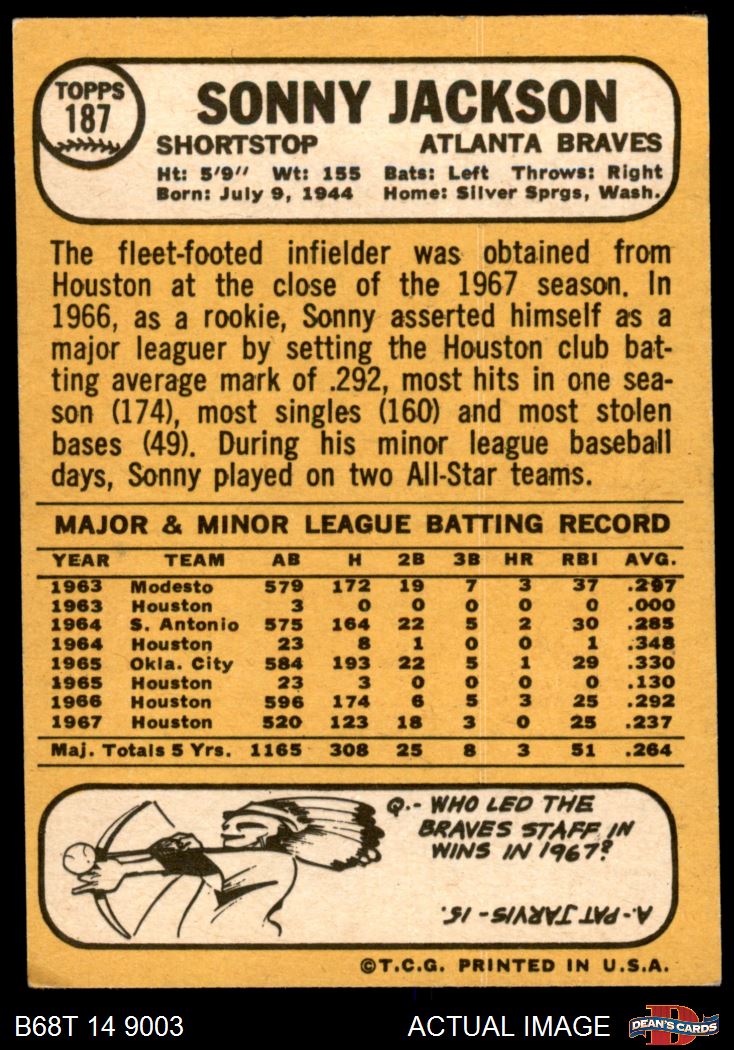 TOPPS
187
SONNY JACKSON
SHORTSTOP ATLANTA BRAVES
Ht: 5'9" Wt: 155 Bats: Left Throws: Right
Born: July 9, 1944 Home: Silver Sprgs, Wash.
The fleet-footed infielder was obtained from
Houston at the close of the 1967 season. In
1966, as a rookie, Sonny asserted himself as a
major leaguer by setting the Houston club bat-
ting average mark of .292, most hits in one sea-
son (174), most singles (160) and most stolen
bases (49). During his minor league baseball
days, Sonny played on two All-Star teams.
MAJOR & MINOR LEAGUE BATTING RECORD
YEAR TEAM AB H 2B 3B HR RBI AVG.
1963 Modesto 579 172 19 7 3 37 .297
1963 Houston 3 0 0 0 0 0 .000
1964 S. Antonio 575 164 22 5 2 30 .285
1964 Houston 23 8 1 0 0 1 .348
1965 Okla. City 584 193 22 5 1 29 .330
1965 Houston 23 3 0 0 0 0 .130
1966 Houston 596 174 6 5 3 25 .292
1967 Houston 520 123 18 3 0 25 .237
Maj. Totals 5 Yrs. 1165 308 25 8 3 51 .264
Q.- WHO LED THE
BRAVES STAFF IN
WINS IN 1967?
A.- PAT JARVIS - 15.
©T.C.G. PRINTED IN U.S.A.
B68T 14 9003 ACTUAL IMAGE D DEAN'S CARDS